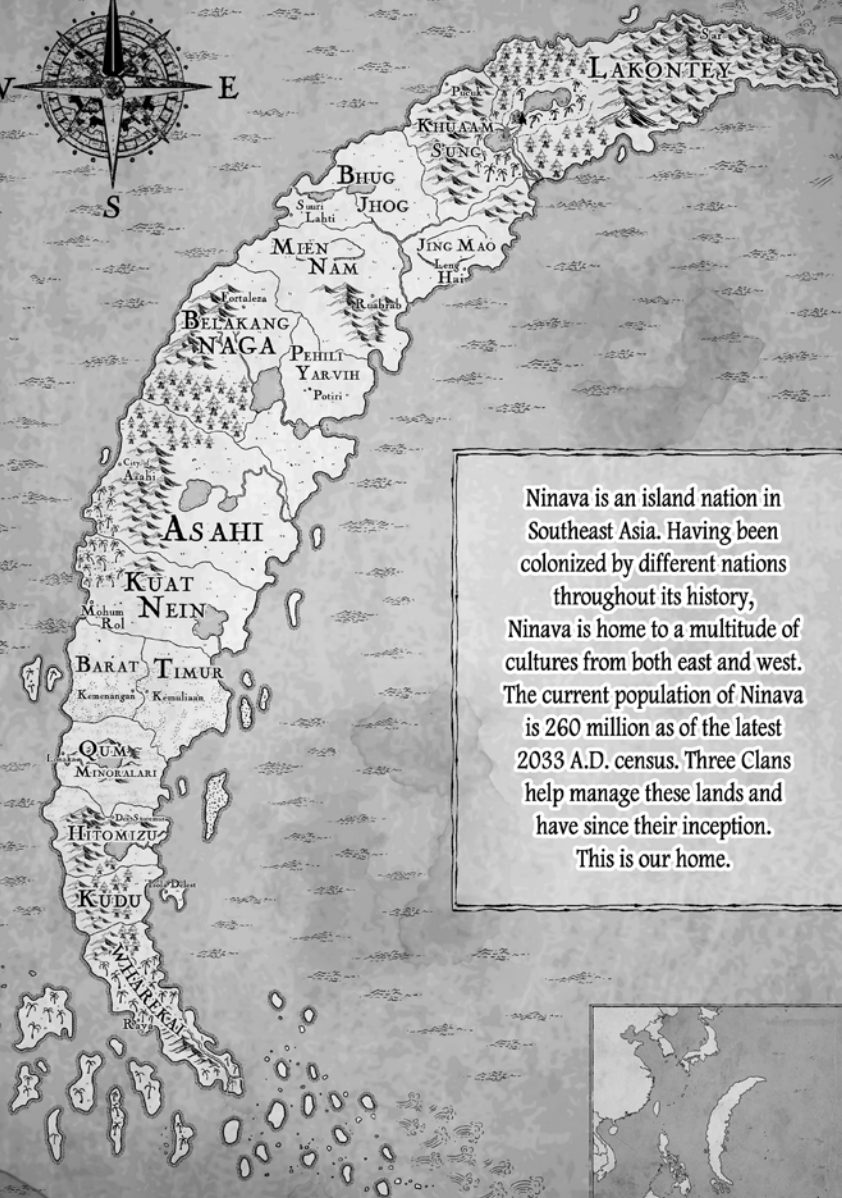 E
S
Star
LAKONTEY
Pucuk
KHUAAM
SUNG
BHUG
JHOG
Lahti
MIEN
NAM
JING MAO
Leng
Hai
Fortaleza
Ruahrab
BELAKANG
NAGA
PEHILI
YARVIH
Potiri
City of
Asahi
ASAHI
KUAT
NEIN
Mohum
Rol
BARAT
TIMUR
Kemenangan
Kemuliaan
QUM
MINORALARI
HITOMIZU
KUDU
WHAREKAI
Ninava is an island nation in
Southeast Asia. Having been
colonized by different nations
throughout its history,
Ninava is home to a multitude of
cultures from both east and west.
The current population of Ninava
is 260 million as of the latest
2033 A.D. census. Three Clans
help manage these lands and
have since their inception.
This is our home.